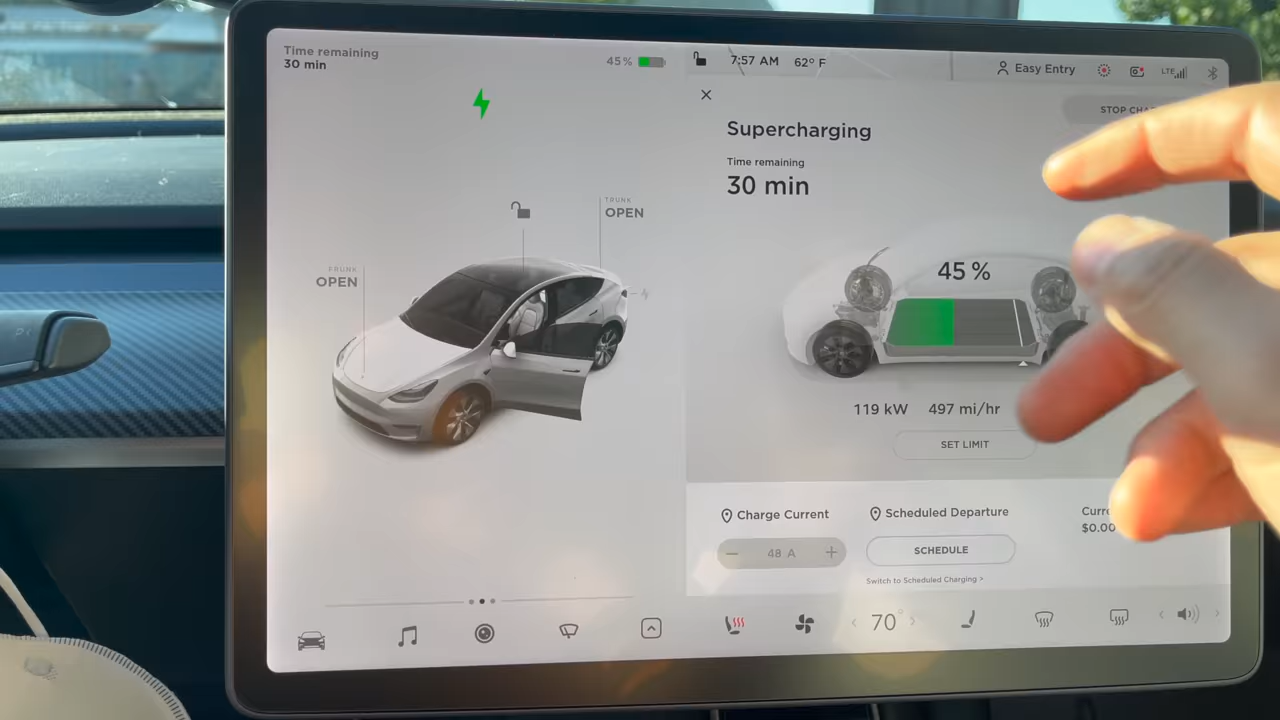 Time remaining
30 min
45 %
7:57 AM
62° F
Easy Entry
LTE
STOP
Supercharging
Time remaining
30 min
TRUNK
OPEN
FRUNK
OPEN
45 %
119 kW
497 mi/hr
SET LIMIT
Charge Current
Scheduled Departure
48 A
SCHEDULE
$0.00
Switch to Scheduled Charging >
70°